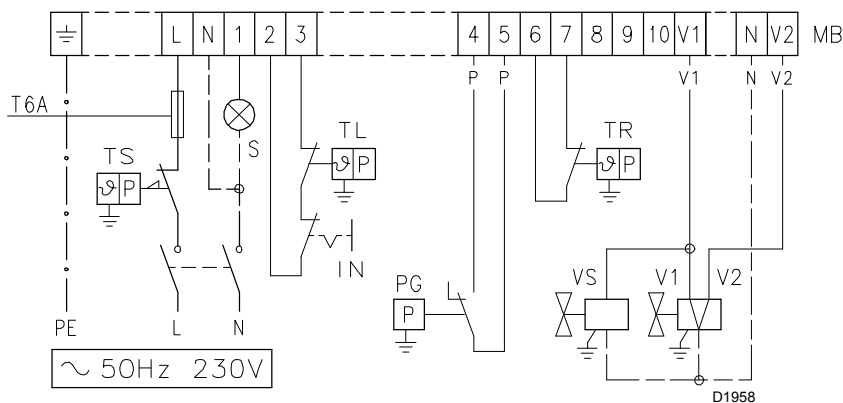 L N 1 2 3 4 5 6 7 8 9 10 V1 N V2 MB
P P V1 N V2
T6A
S
TL
TR
ϑ P
ϑ P
TS
ϑ P
IN
PG
VS V1 V2
P
PE L N
~ 50Hz 230V
D1958